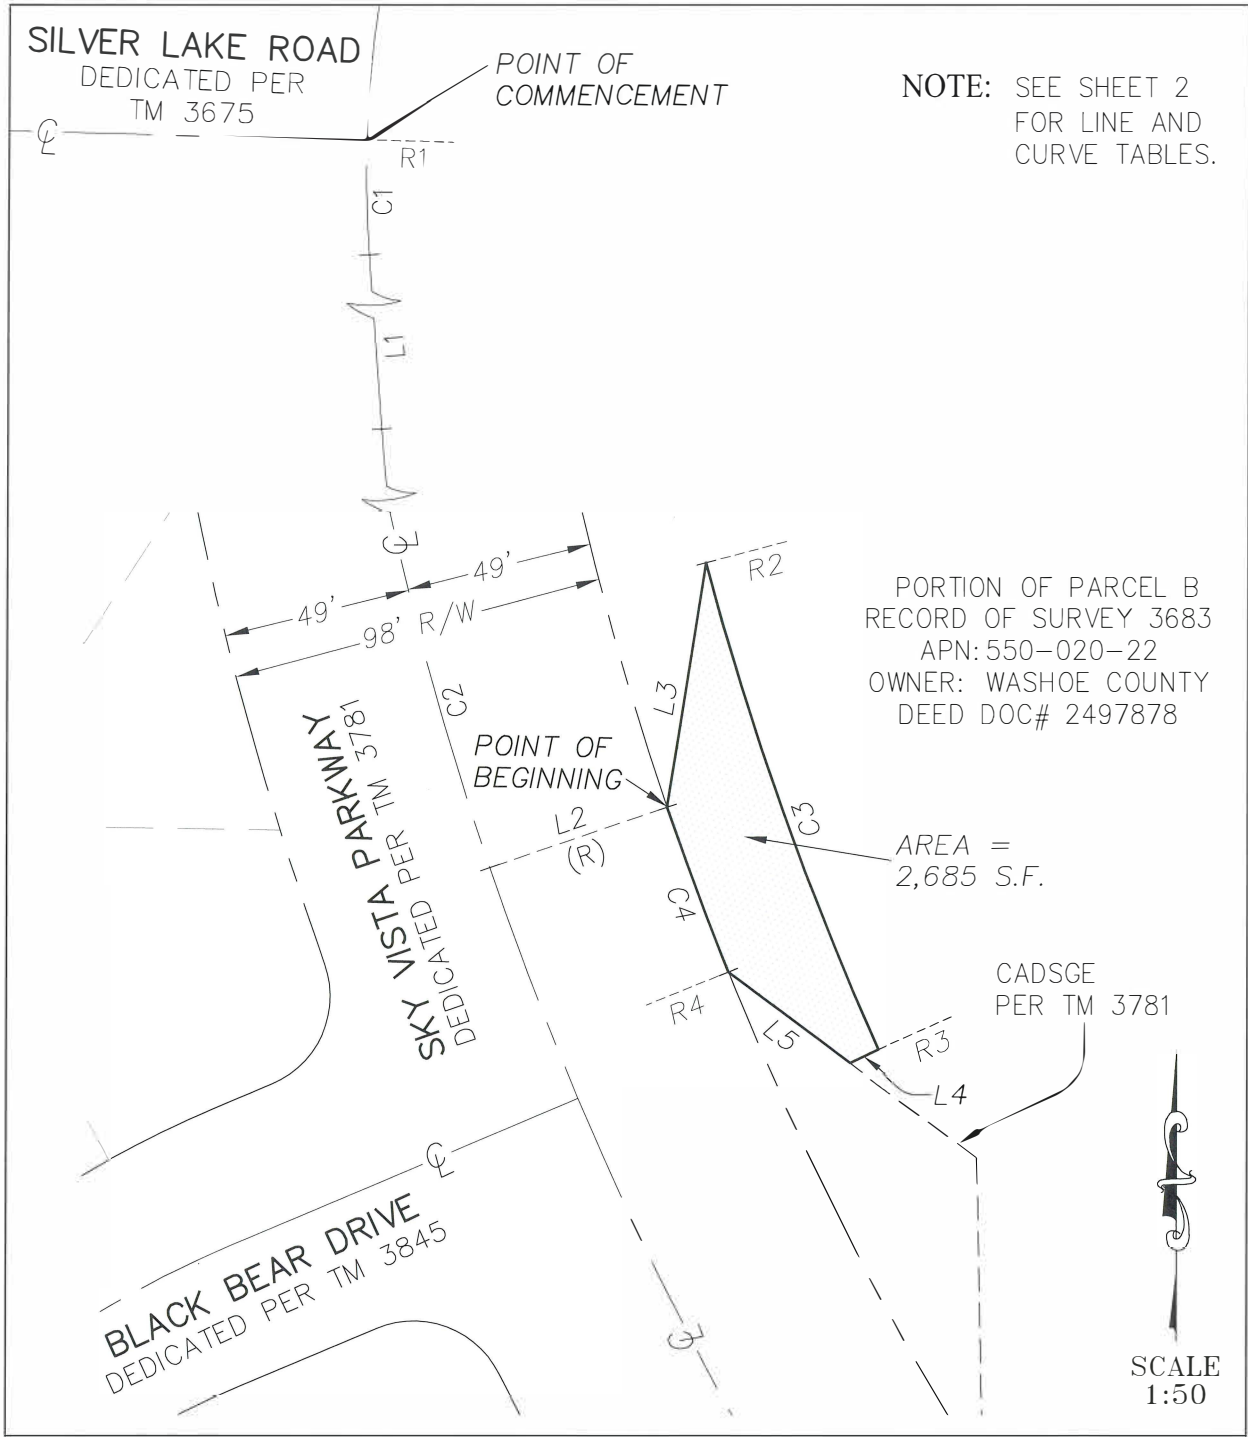 SILVER LAKE ROAD
DEDICATED PER
TM 3675
POINT OF
COMMENCEMENT
NOTE: SEE SHEET 2
FOR LINE AND
CURVE TABLES.
℄
R1
C1
L1
℄
49'
49'
98' R/W
R2
PORTION OF PARCEL B
RECORD OF SURVEY 3683
APN: 550-020-22
OWNER: WASHOE COUNTY
DEED DOC# 2497878
L3
C2
SKY VISTA PARKWAY
DEDICATED PER TM 3781
POINT OF
BEGINNING
L2
(R)
C3
AREA =
2,685 S.F.
C4
R4
L5
CADSGE
PER TM 3781
R3
L4
℄
BLACK BEAR DRIVE
DEDICATED PER TM 3845
℄
SCALE
1:50